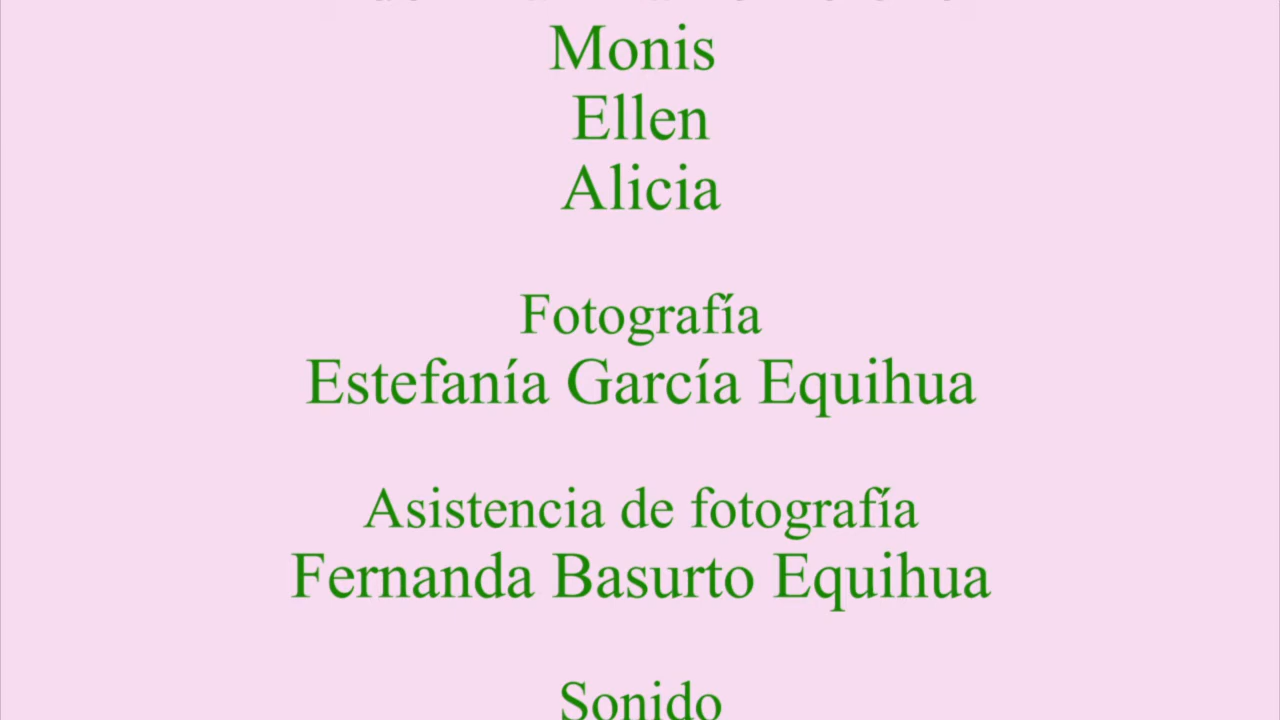 Monis
Ellen
Alicia
Fotografía
Estefanía García Equihua
Asistencia de fotografía
Fernanda Basurto Equihua
Sonido